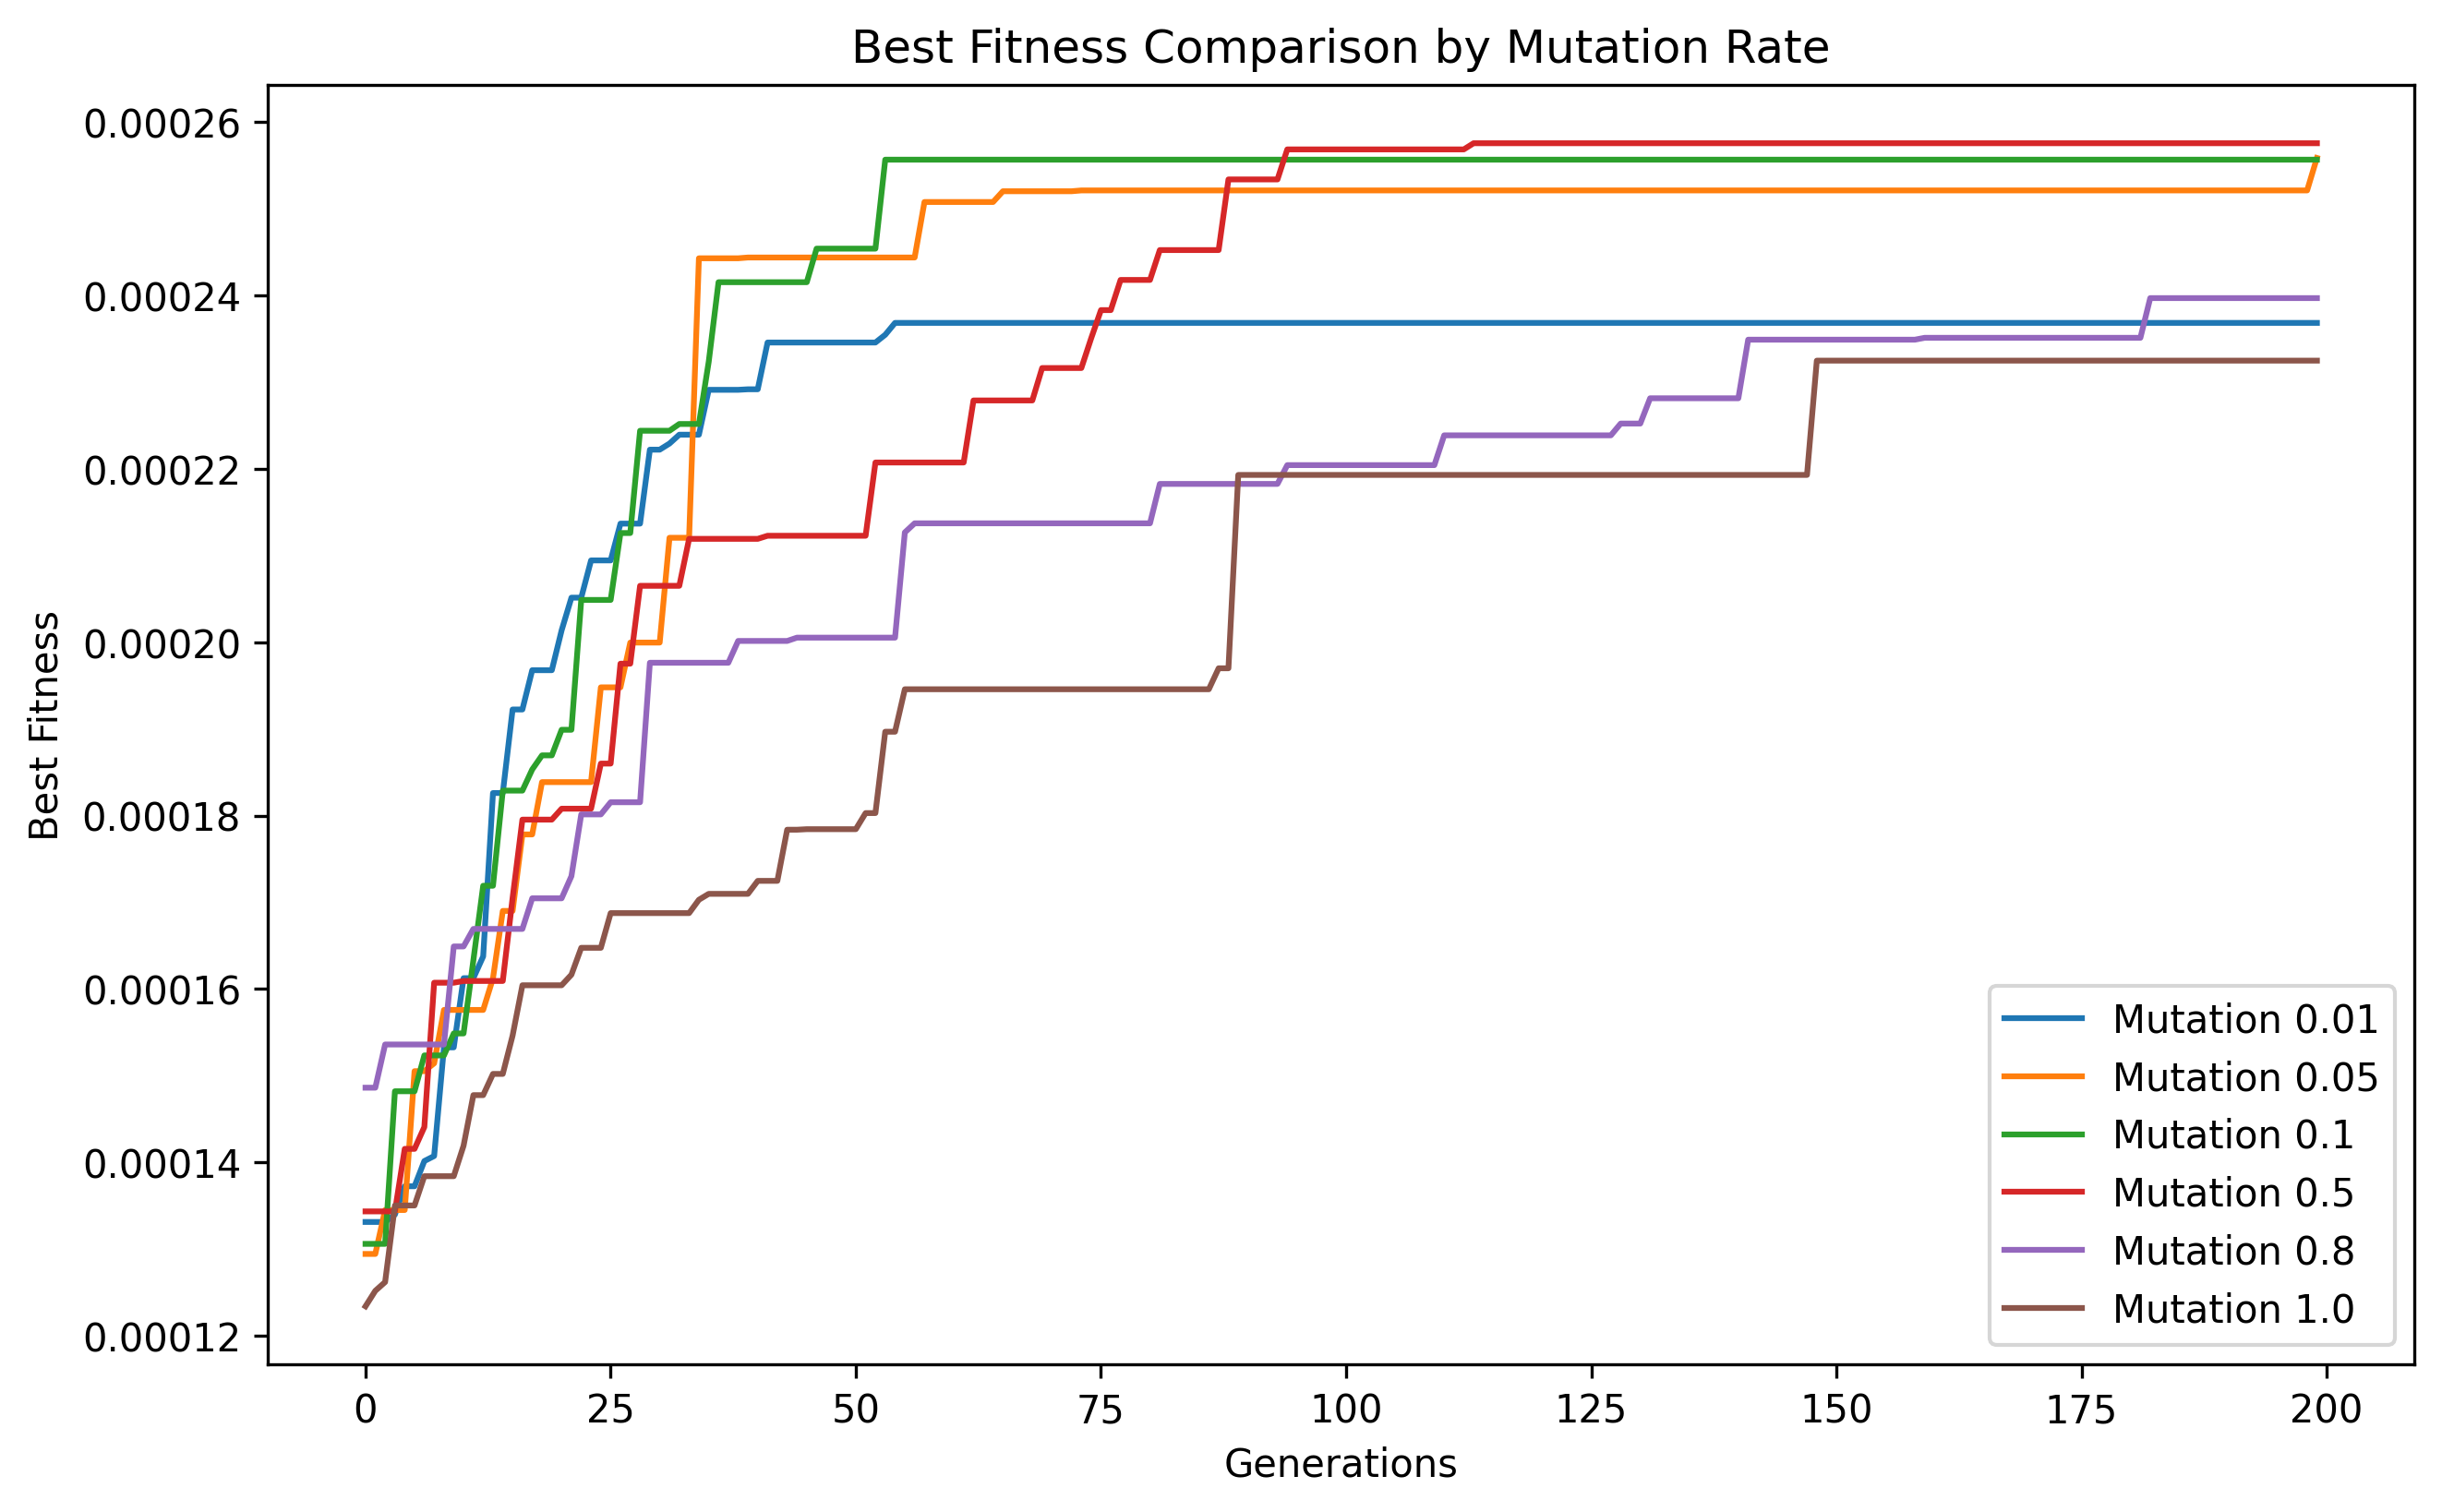 Best Fitness Comparison by Mutation Rate
0.00026
0.00024
0.00022
0.00020
0.00018
0.00016
0.00014
0.00012
Best Fitness
Mutation 0.01
Mutation 0.05
Mutation 0.1
Mutation 0.5
Mutation 0.8
Mutation 1.0
0 25 50 75 100 125 150 175 200
Generations